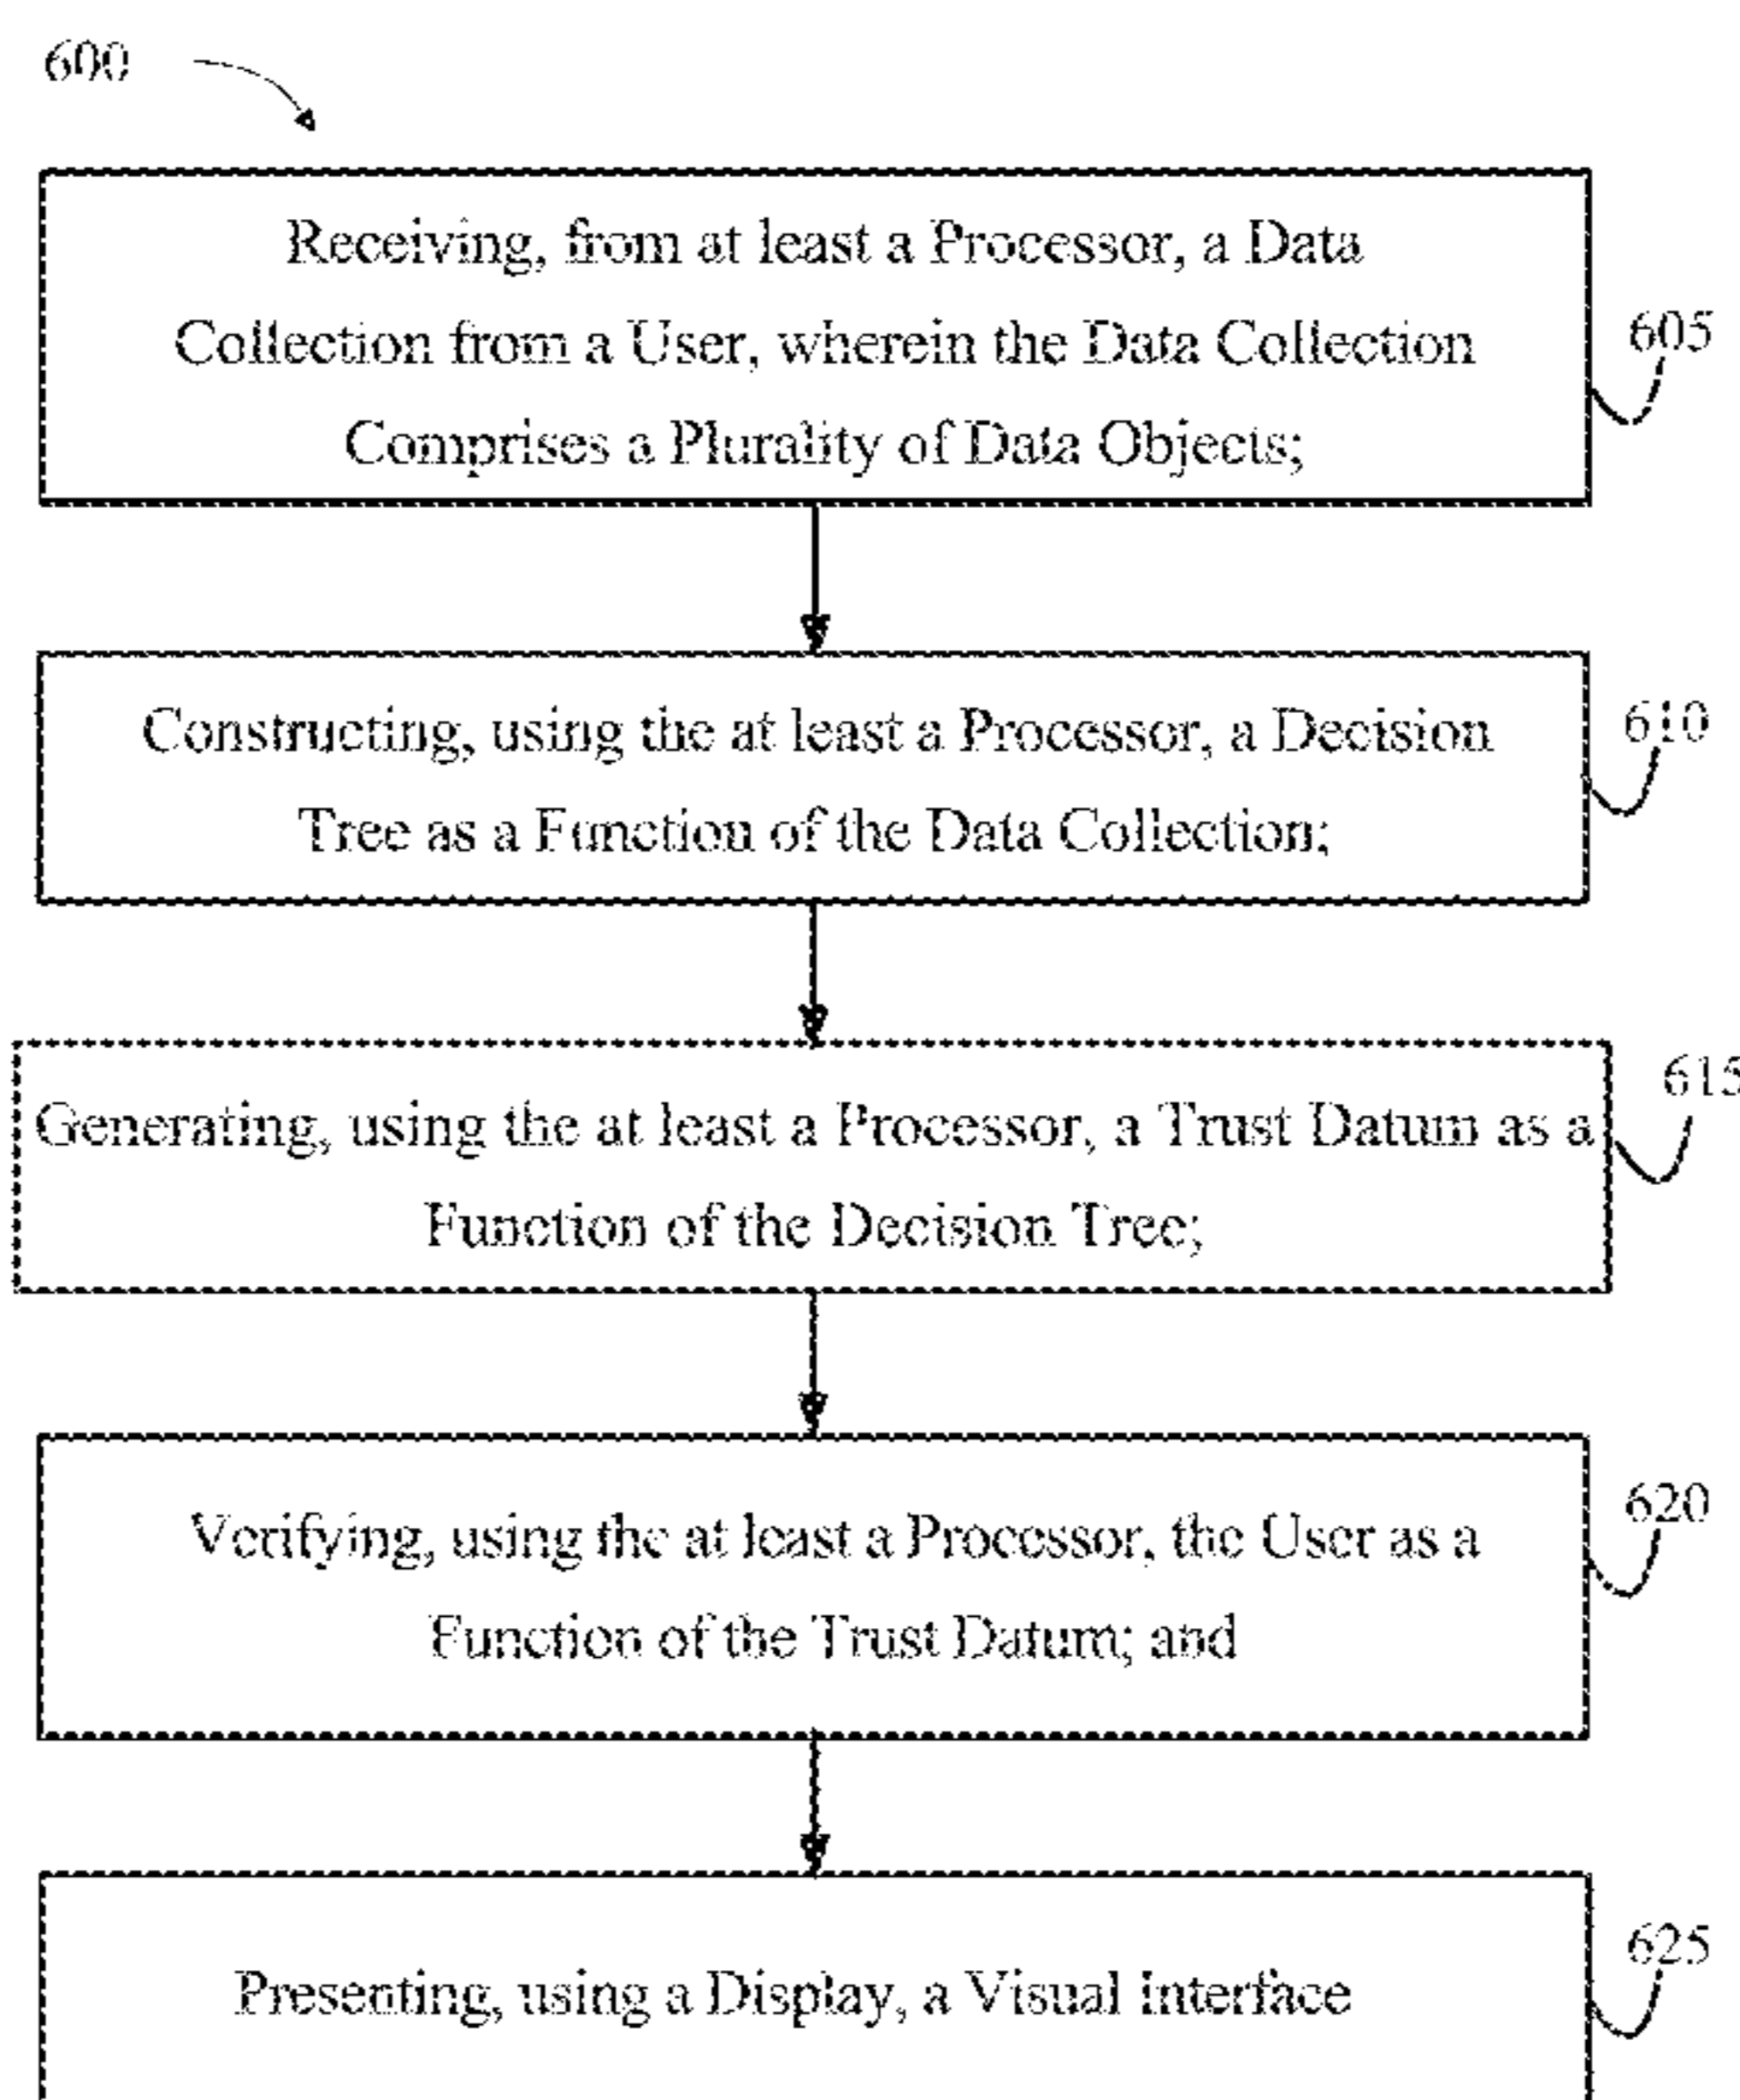 600
Receiving, from at least a Processor, a Data
Collection from a User, wherein the Data Collection
Comprises a Plurality of Data Objects;
605
Constructing, using the at least a Processor, a Decision
Tree as a Function of the Data Collection;
610
Generating, using the at least a Processor, a Trust Datum as a
Function of the Decision Tree;
615
Verifying, using the at least a Processor, the User as a
Function of the Trust Datum; and
620
Presenting, using a Display, a Visual Interface
625